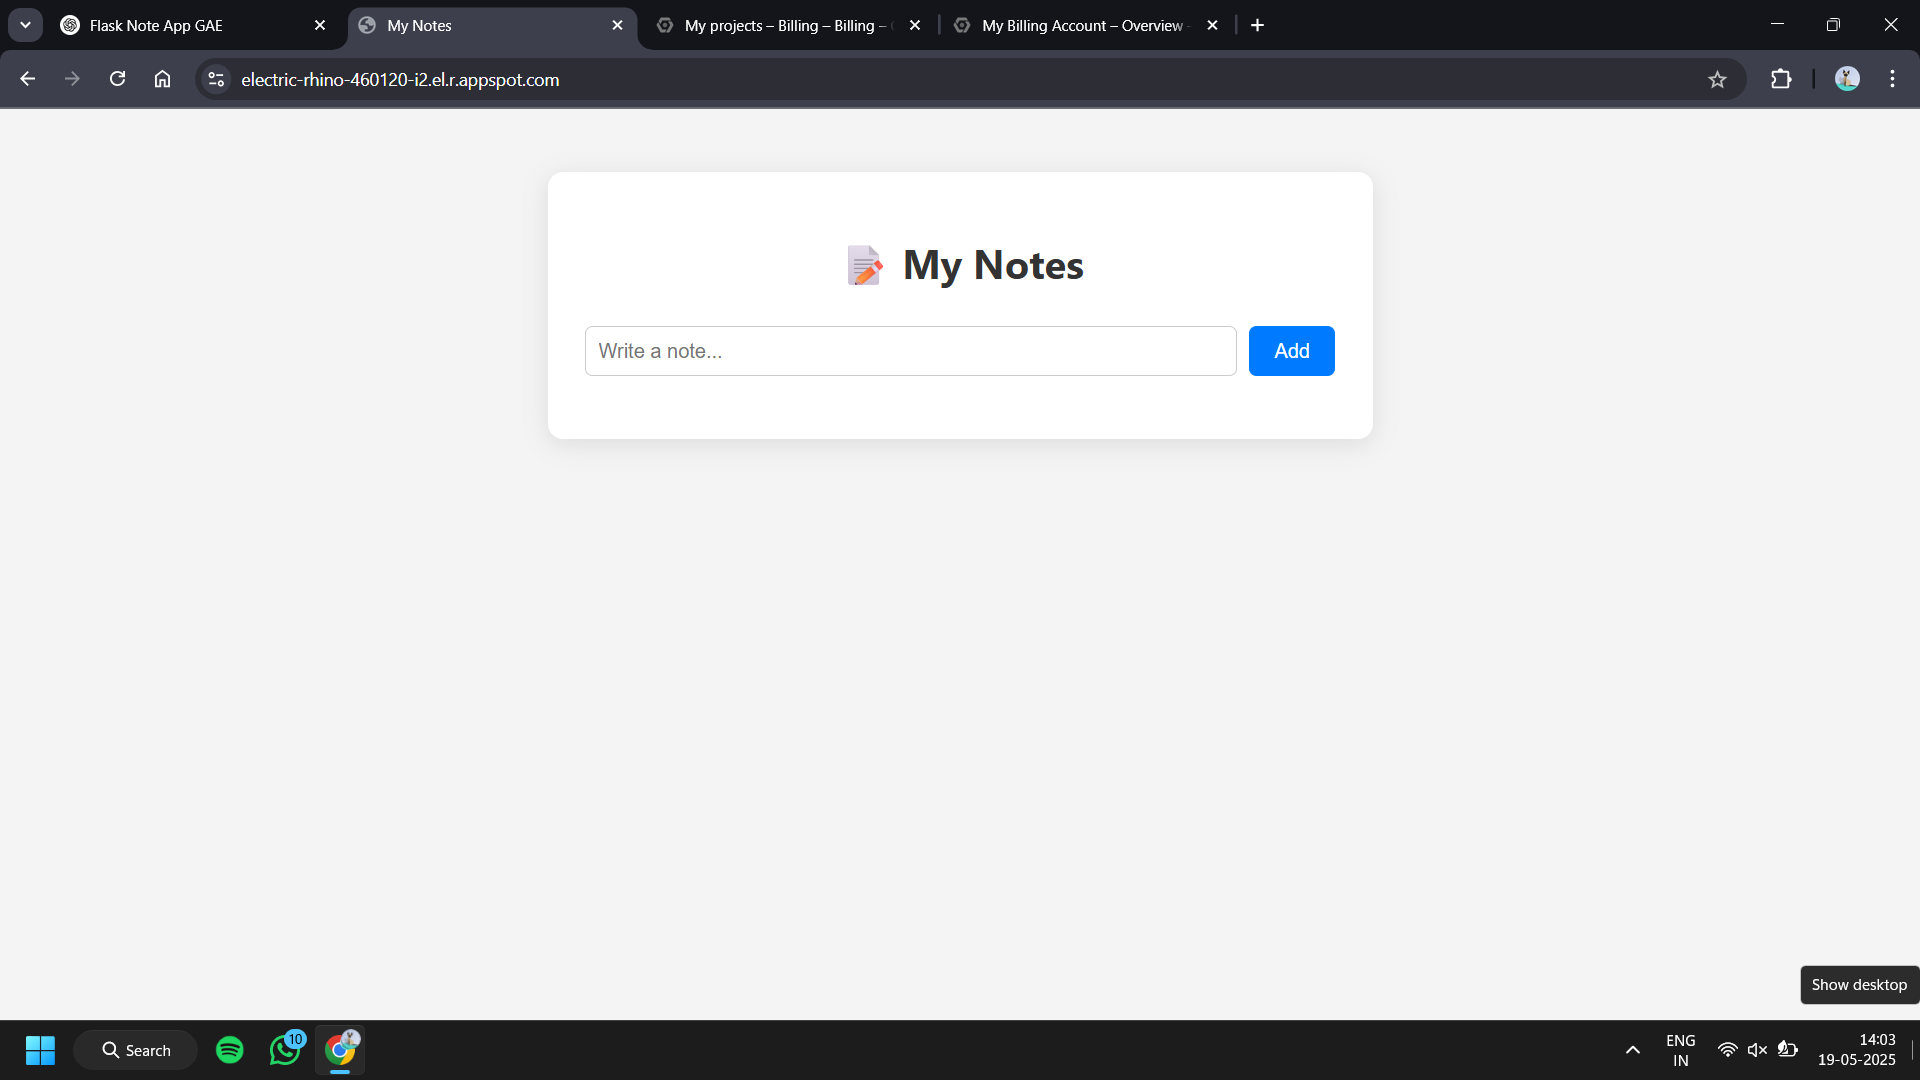 Flask Note App GAE
My Notes
My projects – Billing – Billing –
My Billing Account – Overview
electric-rhino-460120-i2.el.r.appspot.com
My Notes
Write a note...
Add
Show desktop
Search
10
ENG
IN
14:03
19-05-2025